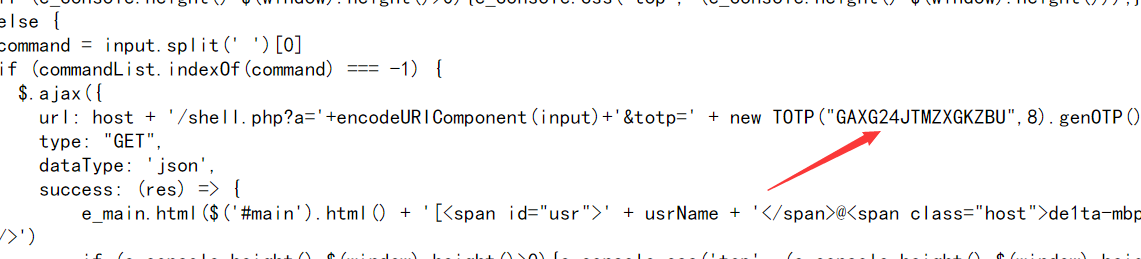 else {
command = input.split(' ')[0]
if (commandList.indexOf(command) === -1) {
$.ajax({
url: host + '/shell.php?a='+encodeURIComponent(input)+'&totp=' + new TOTP("GAXG24JTMZXGKZBU",8).genOTP()
type: "GET",
dataType: 'json',
success: (res) => {
e_main.html($('#main').html() + '[<span id="usr">' + usrName + '</span>@<span class="host">de1ta-mbp
/>')